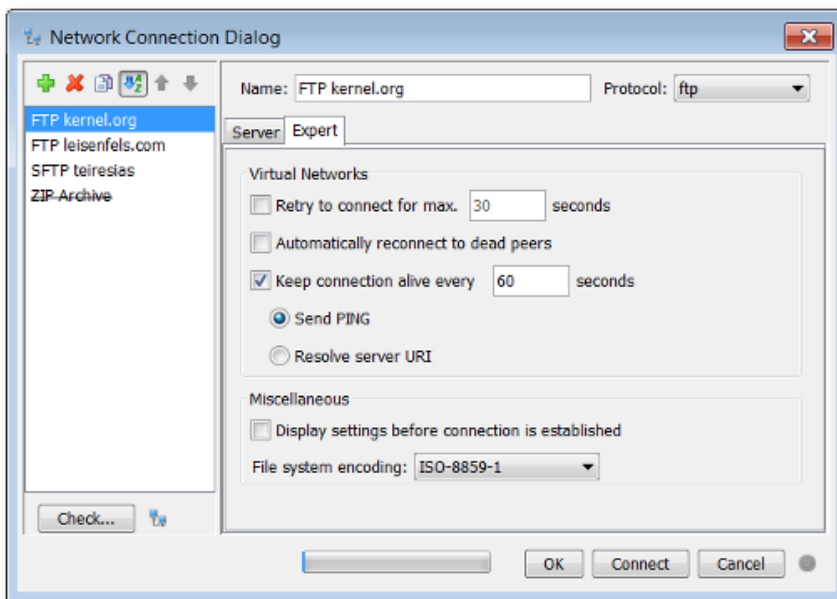 Network Connection Dialog
Name: FTP kernel.org Protocol: ftp
FTP kernel.org
FTP leisenfels.com
SFTP teiresias
ZIP Archive
Server Expert
Virtual Networks
Retry to connect for max. 30 seconds
Automatically reconnect to dead peers
Keep connection alive every 60 seconds
Send PING
Resolve server URI
Miscellaneous
Display settings before connection is established
File system encoding: ISO-8859-1
Check...
OK Connect Cancel